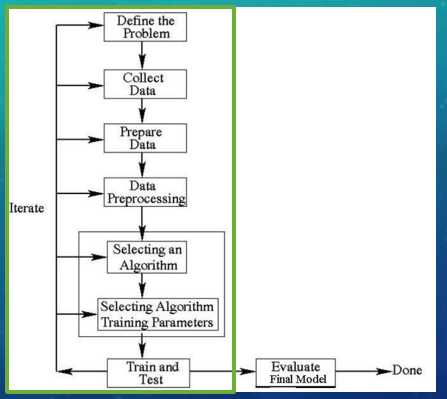 Define the
Problem
Collect
Data
Prepare
Data
Data
Preprocessing
Iterate
Selecting an
Algorithm
Selecting Algorithm
Training Parameters
Train and
Test
Evaluate
Final Model
Done